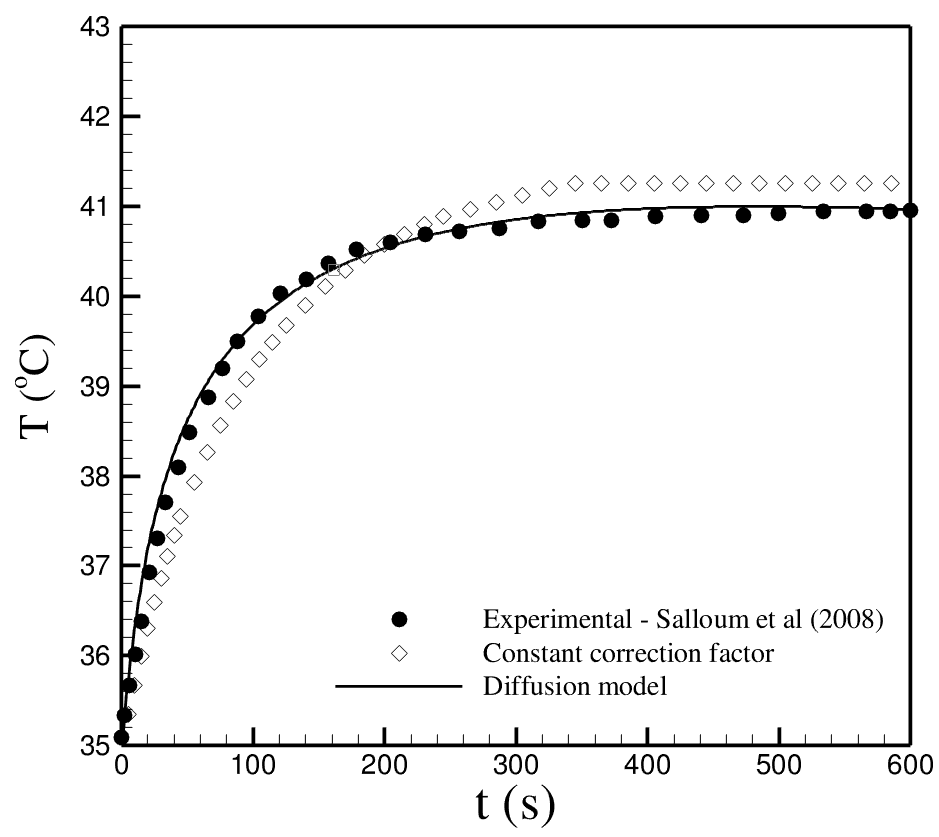 43
42
41
40
39
38
37
36
35
T (°C)
Experimental - Salloum et al (2008)
Constant correction factor
Diffusion model
0 100 200 300 400 500 600
t (s)